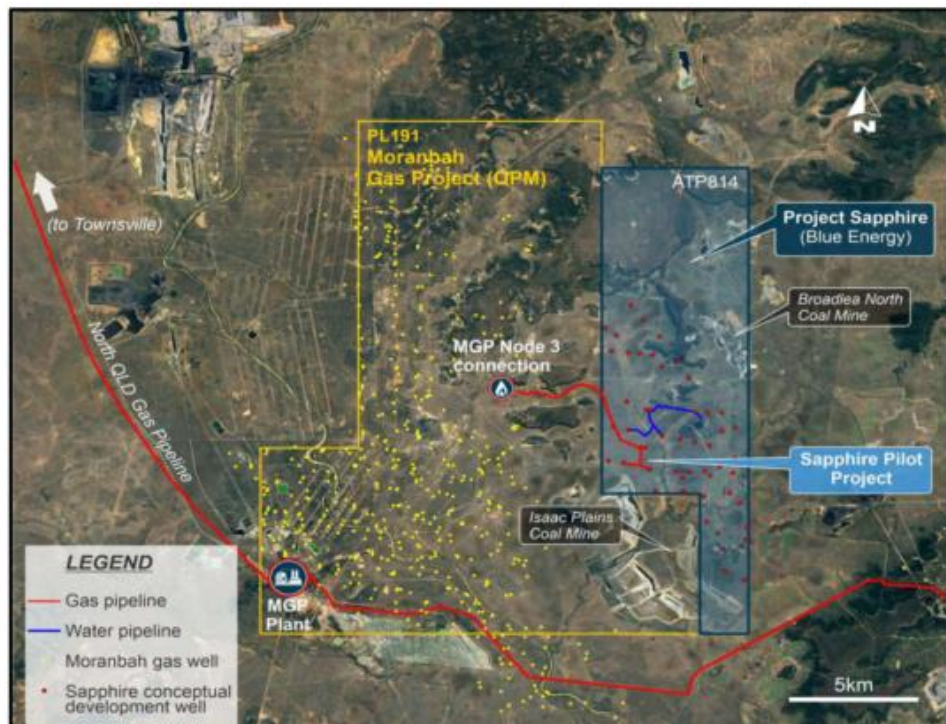 PL191
Moranbah
Gas Project (QPM)
ATP814
N
(to Townsville)
Project Sapphire
(Blue Energy)
Broadlea North
Coal Mine
MGP Node 3
connection
North QLD Gas Pipeline
Sapphire Pilot
Project
Isaac Plains
Coal Mine
MGP
Plant
LEGEND
Gas pipeline
Water pipeline
Moranbah gas well
Sapphire conceptual
development well
5km